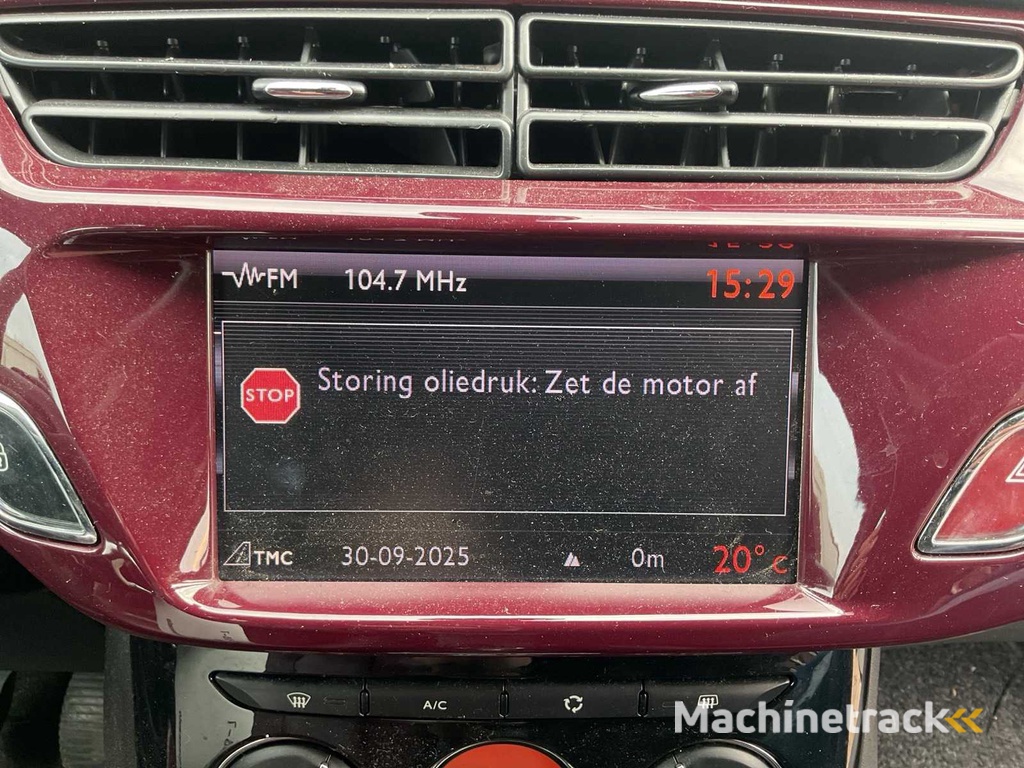 FM 104.7 MHz 15:29
STOP Storing oliedruk: Zet de motor af
TMC 30-09-2025 0m 20° c
A/C
Machinetrack